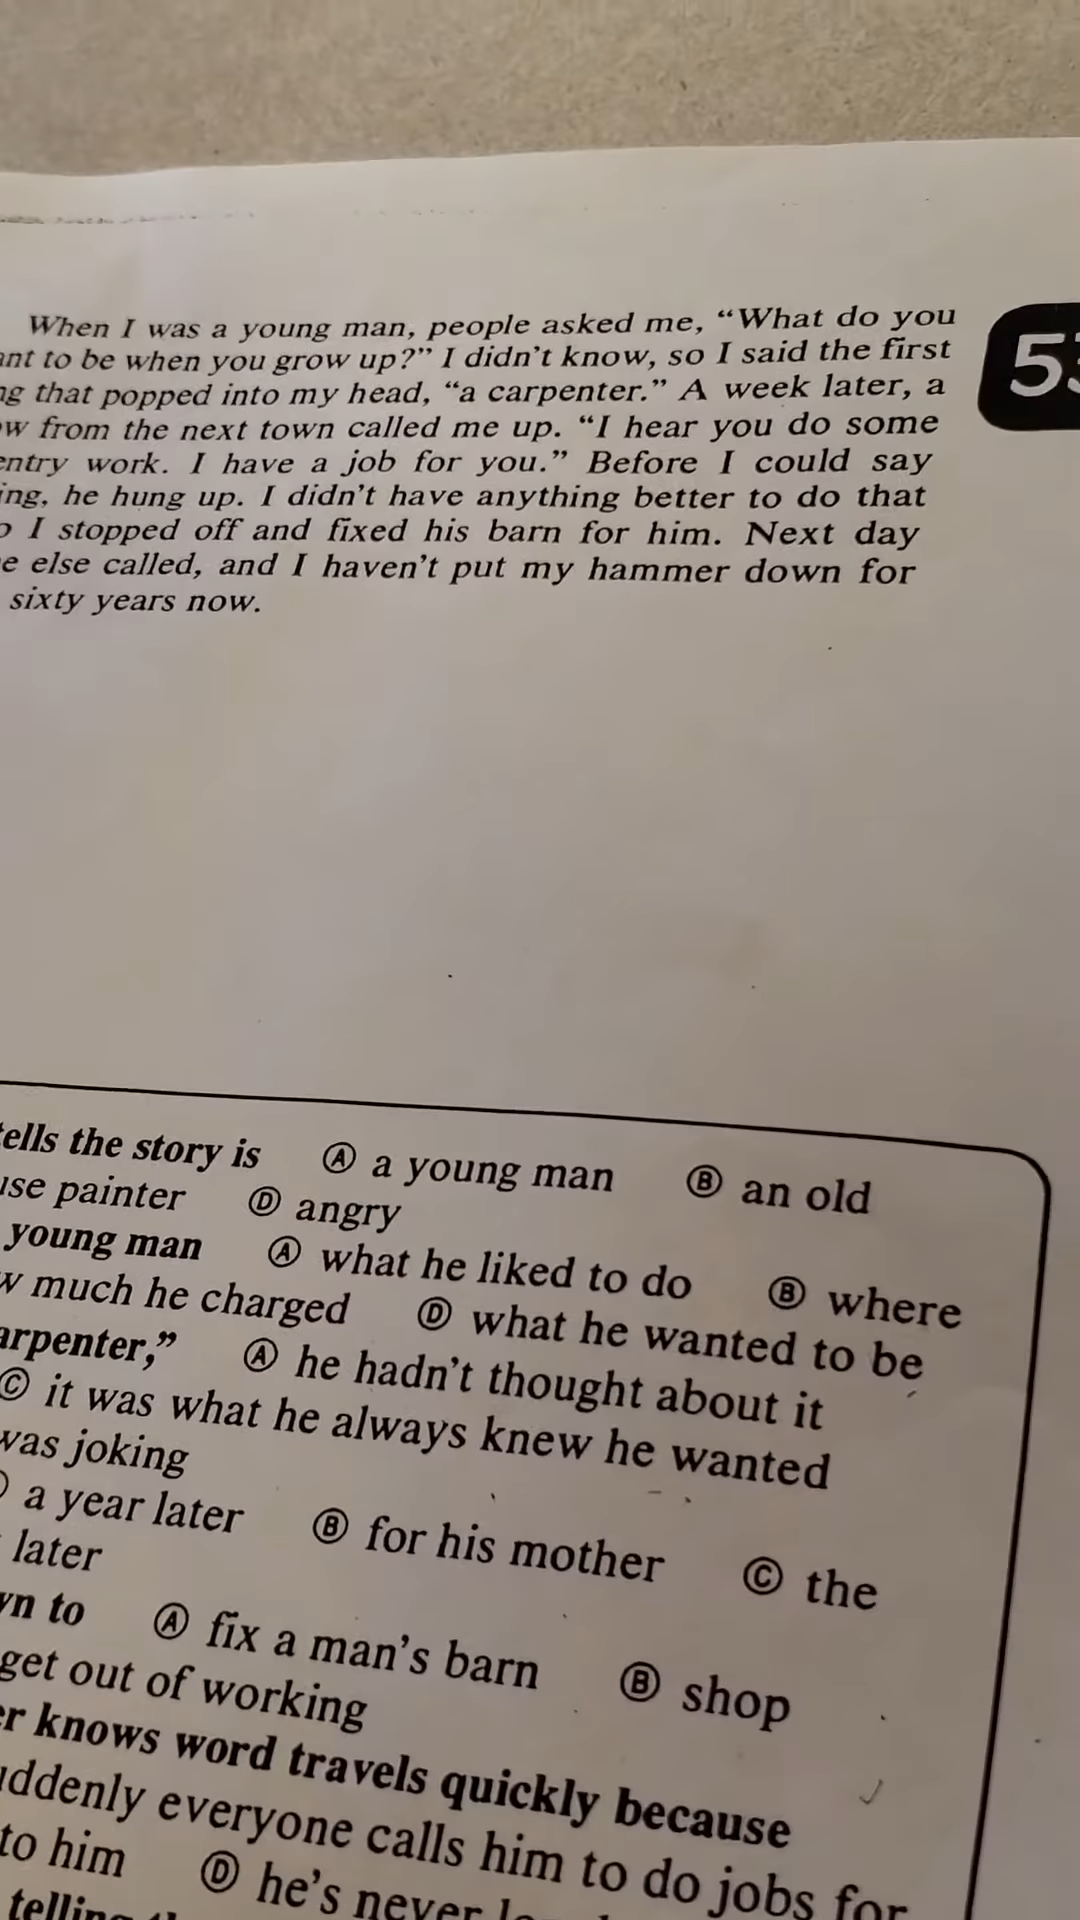 When I was a young man, people asked me, “What do you
to be when you grow up?” I didn’t know, so I said the first
that popped into my head, “a carpenter.” A week later, a
from the next town called me up. “I hear you do some
work. I have a job for you.” Before I could say
he hung up. I didn’t have anything better to do that
I stopped off and fixed his barn for him. Next day
else called, and I haven’t put my hammer down for
sixty years now.
53
tells the story is Ⓐ a young man Ⓑ an old
painter Ⓓ angry
young man Ⓐ what he liked to do Ⓑ where
much he charged Ⓓ what he wanted to be
Ⓐ he hadn’t thought about it
Ⓒ it was what he always knew he wanted
was joking
a year later Ⓑ for his mother Ⓒ the
later
to Ⓐ fix a man’s barn Ⓑ shop
get out of working
knows word travels quickly because
everyone calls him to do jobs for
to him Ⓓ he’s never
telling